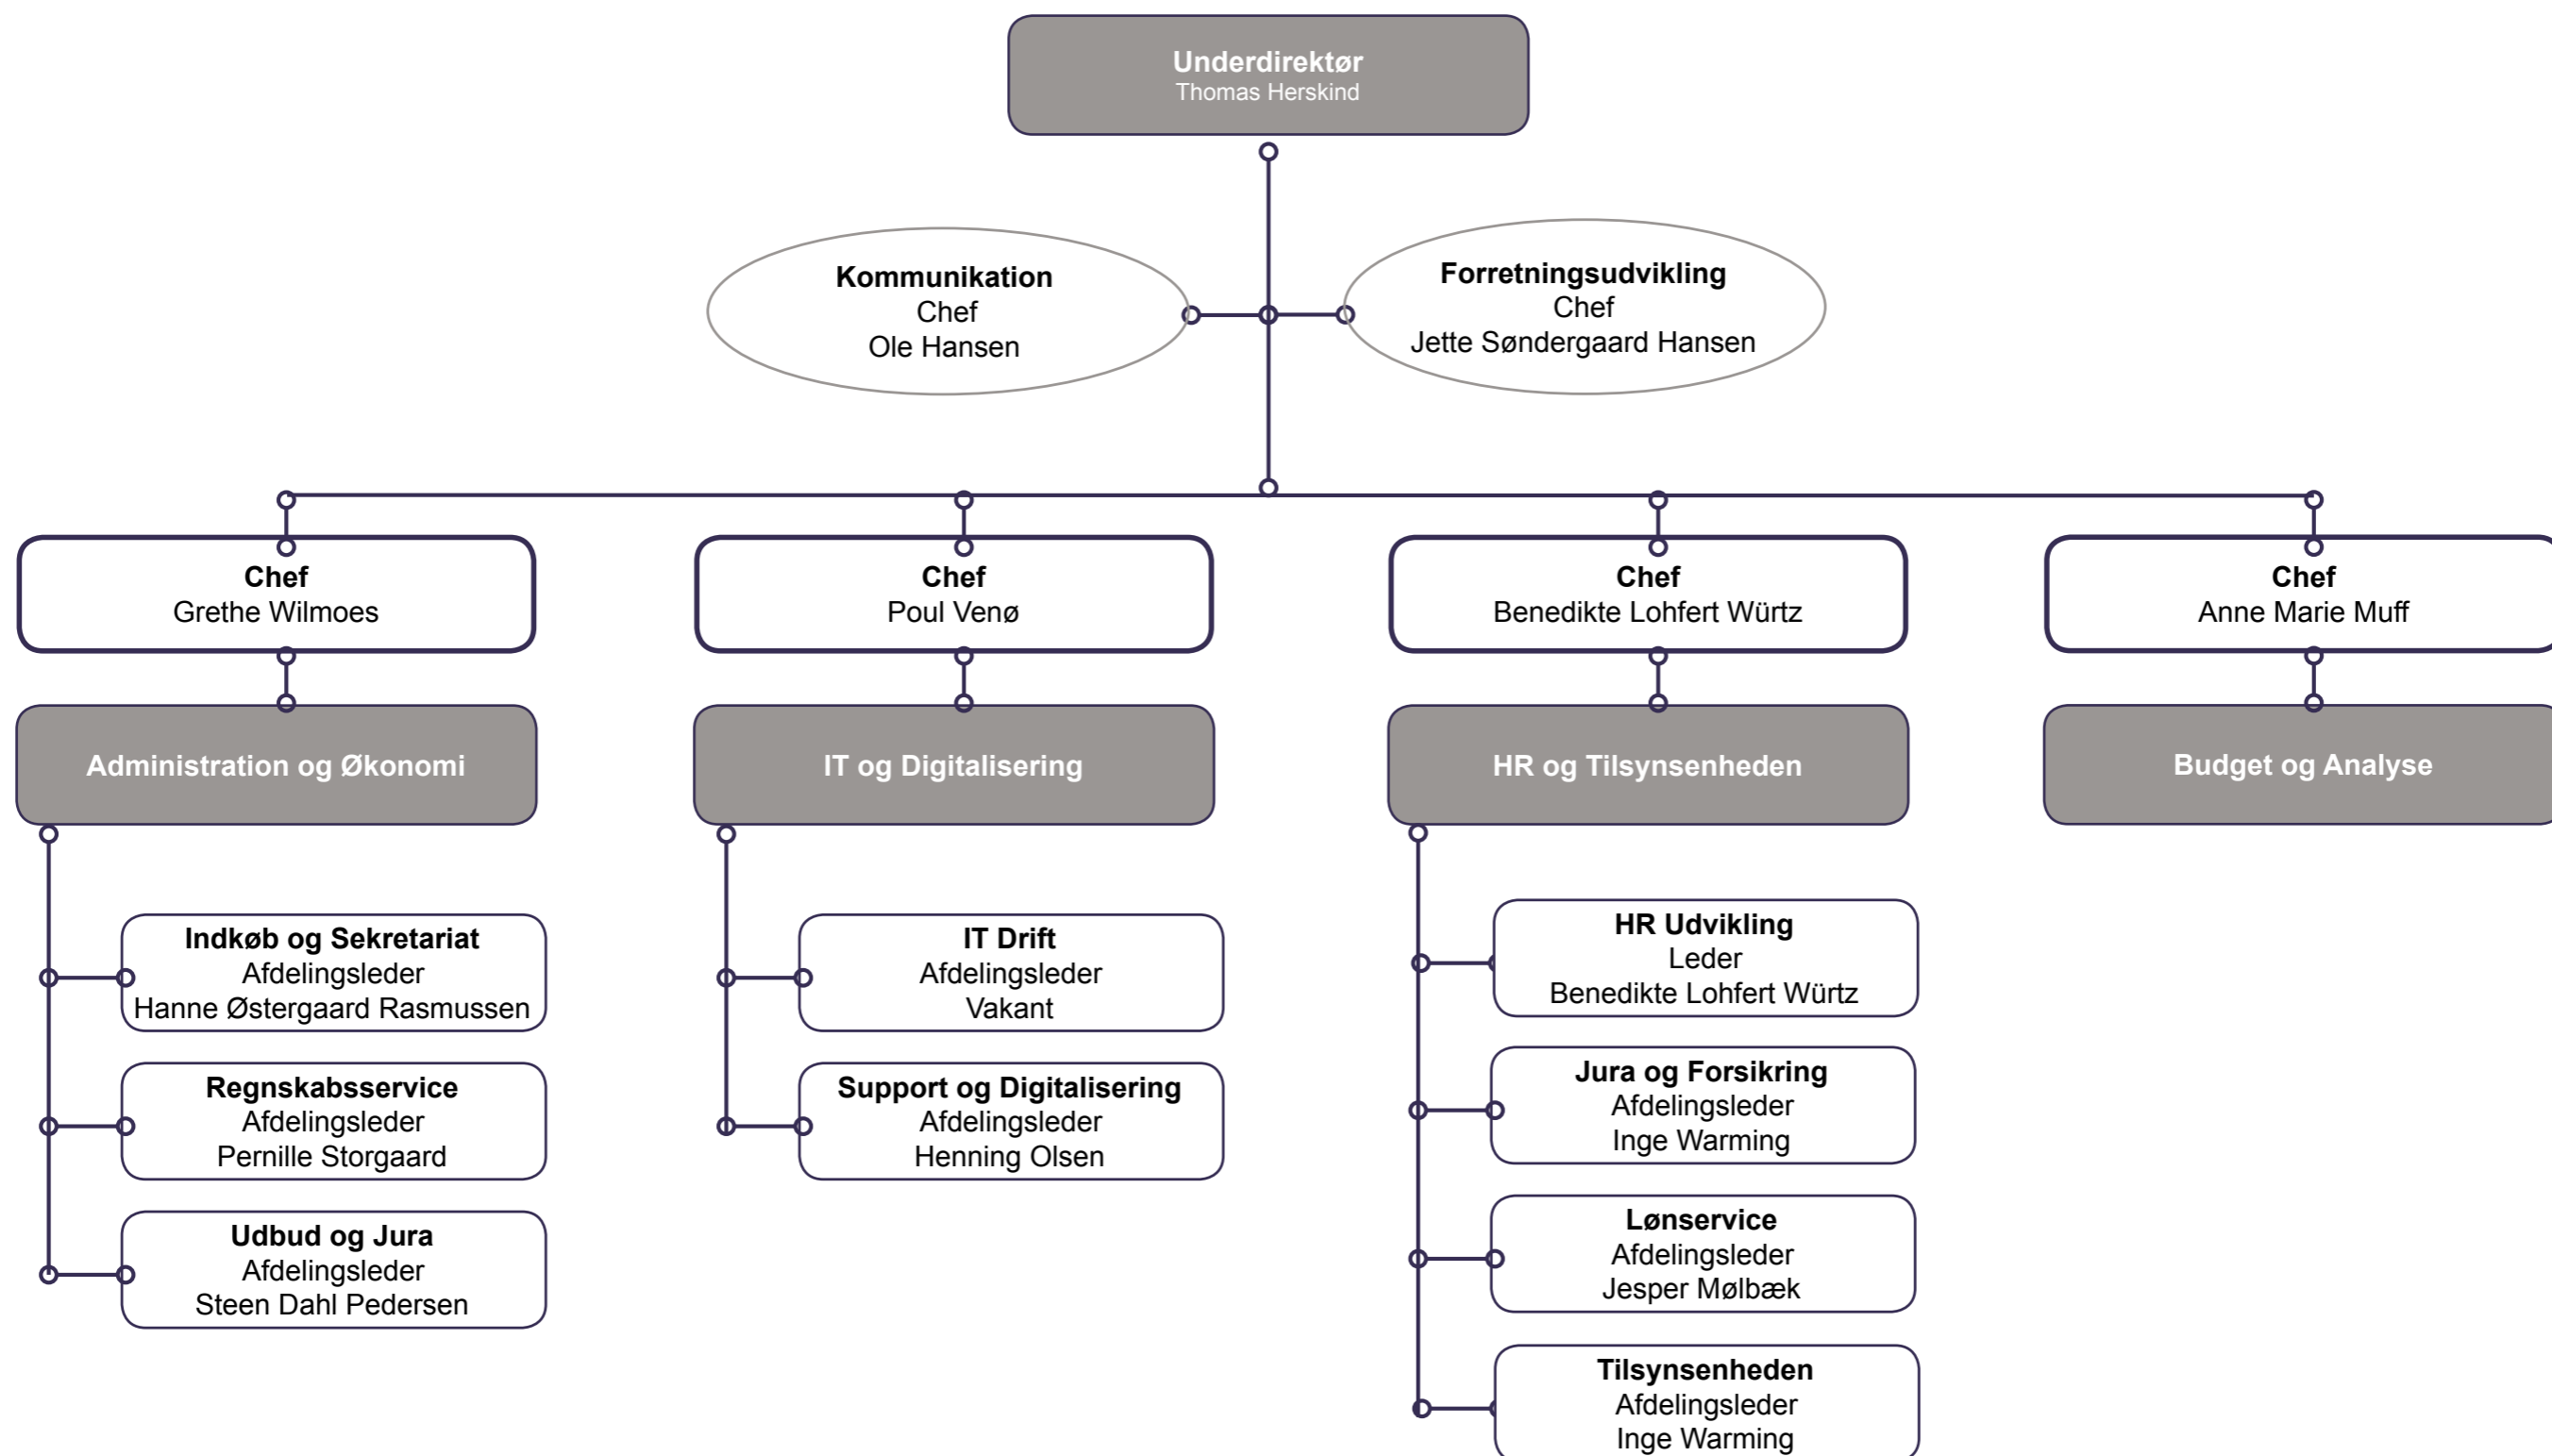 Underdirektør
Thomas Herskind
Kommunikation
Chef
Ole Hansen
Forretningsudvikling
Chef
Jette Søndergaard Hansen
Chef
Grethe Wilmoes
Chef
Poul Venø
Chef
Benedikte Lohfert Würtz
Chef
Anne Marie Muff
Administration og Økonomi
IT og Digitalisering
HR og Tilsynsenheden
Budget og Analyse
Indkøb og Sekretariat
Afdelingsleder
Hanne Østergaard Rasmussen
Regnskabsservice
Afdelingsleder
Pernille Storgaard
Udbud og Jura
Afdelingsleder
Steen Dahl Pedersen
IT Drift
Afdelingsleder
Vakant
Support og Digitalisering
Afdelingsleder
Henning Olsen
HR Udvikling
Leder
Benedikte Lohfert Würtz
Jura og Forsikring
Afdelingsleder
Inge Warming
Lønservice
Afdelingsleder
Jesper Mølbæk
Tilsynsenheden
Afdelingsleder
Inge Warming